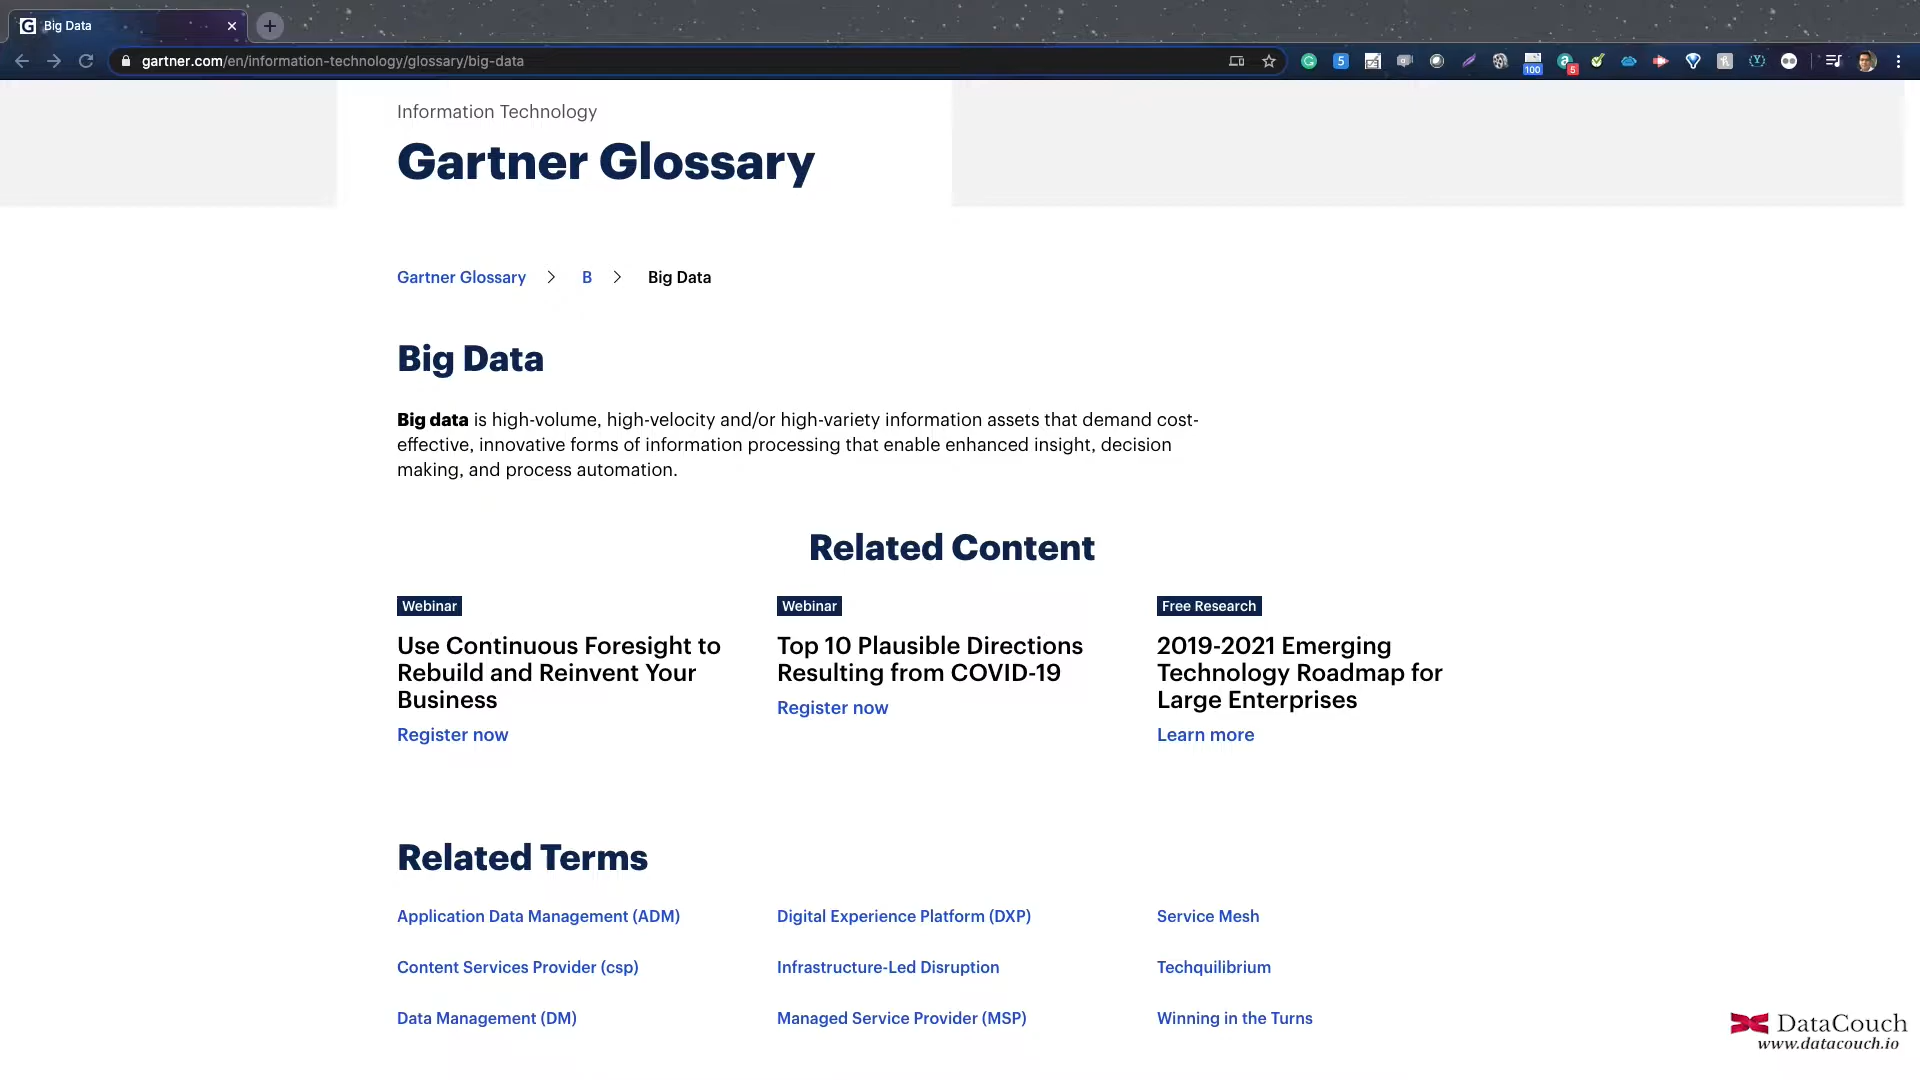 Big Data
gartner.com/en/information-technology/glossary/big-data
5
100
5
Information Technology
Gartner Glossary
Gartner Glossary > B > Big Data
Big Data
Big data is high-volume, high-velocity and/or high-variety information assets that demand cost-
effective, innovative forms of information processing that enable enhanced insight, decision
making, and process automation.
Related Content
Webinar
Use Continuous Foresight to
Rebuild and Reinvent Your
Business
Register now
Webinar
Top 10 Plausible Directions
Resulting from COVID-19
Register now
Free Research
2019-2021 Emerging
Technology Roadmap for
Large Enterprises
Learn more
Related Terms
Application Data Management (ADM)
Digital Experience Platform (DXP)
Service Mesh
Content Services Provider (csp)
Infrastructure-Led Disruption
Techquilibrium
Data Management (DM)
Managed Service Provider (MSP)
Winning in the Turns
DataCouch
www.datacouch.io